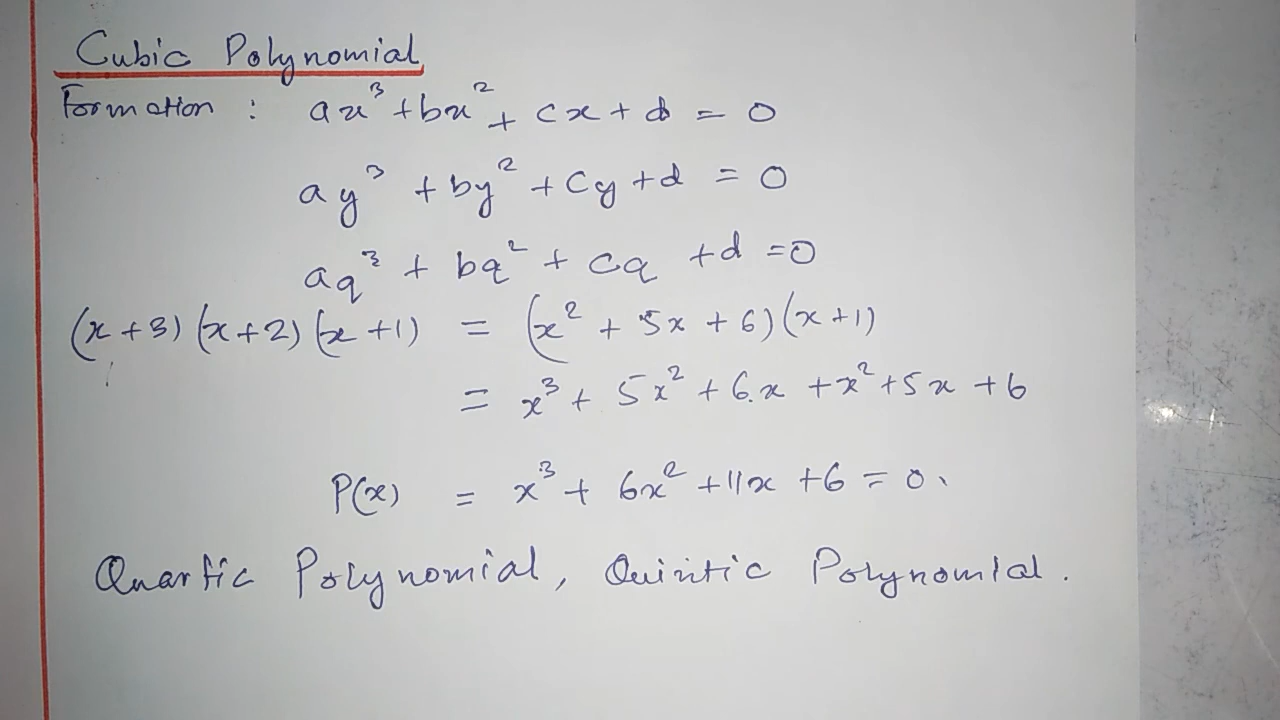 Cubic Polynomial
Formation : ax³ + bx² + cx + d = 0
ay³ + by² + cy + d = 0
aq³ + bq² + cq + d = 0
(x + 3) (x + 2) (x + 1) = (x² + 5x + 6) (x + 1)
= x³ + 5x² + 6x + x² + 5x + 6
P(x) = x³ + 6x² + 11x + 6 = 0.
Quartic Polynomial, Quintic Polynomial.